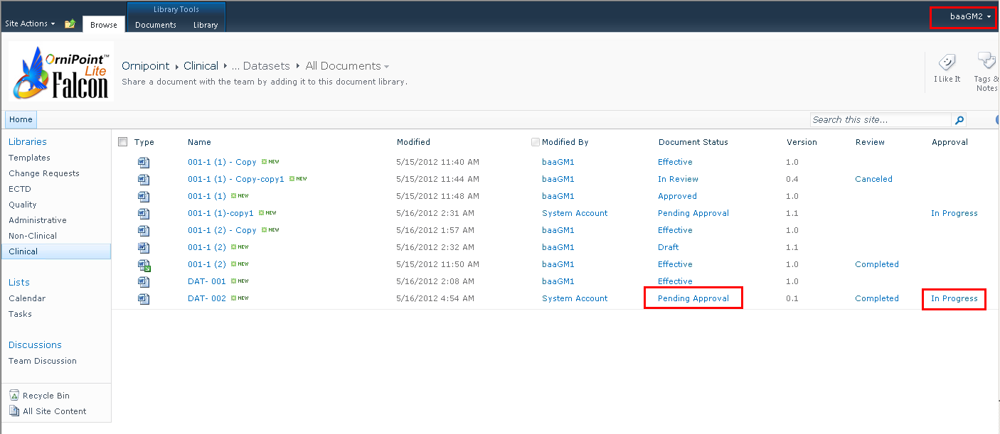 Library Tools
Site Actions Browse Documents Library baaGM2
OrniPoint™ Lite Falcon
Ornipoint Clinical ... Datasets All Documents
Share a document with the team by adding it to this document library.
I Like It
Tags &
Notes
Home
Search this site...
Libraries
Templates
Change Requests
ECTD
Quality
Administrative
Non-Clinical
Clinical
Lists
Calendar
Tasks
Discussions
Team Discussion
Recycle Bin
All Site Content
Type Name Modified Modified By Document Status Version Review Approval
001-1 (1) - Copy NEW 5/15/2012 11:40 AM baaGM1 Effective 1.0
001-1 (1) - Copy-copy1 NEW 5/15/2012 11:44 AM baaGM1 In Review 0.4 Canceled
001-1 (1) NEW 5/15/2012 11:48 AM baaGM1 Approved 1.0
001-1 (1)-copy1 NEW 5/16/2012 2:31 AM System Account Pending Approval 1.1 In Progress
001-1 (2) - Copy NEW 5/16/2012 1:57 AM baaGM1 Effective 1.0
001-1 (2) NEW 5/16/2012 2:32 AM baaGM1 Draft 1.1
001-1 (2) NEW 5/15/2012 11:50 AM baaGM1 Effective 1.0 Completed
DAT- 001 NEW 5/16/2012 2:08 AM baaGM1 Effective 1.0
DAT- 002 NEW 5/16/2012 4:54 AM System Account Pending Approval 0.1 Completed In Progress